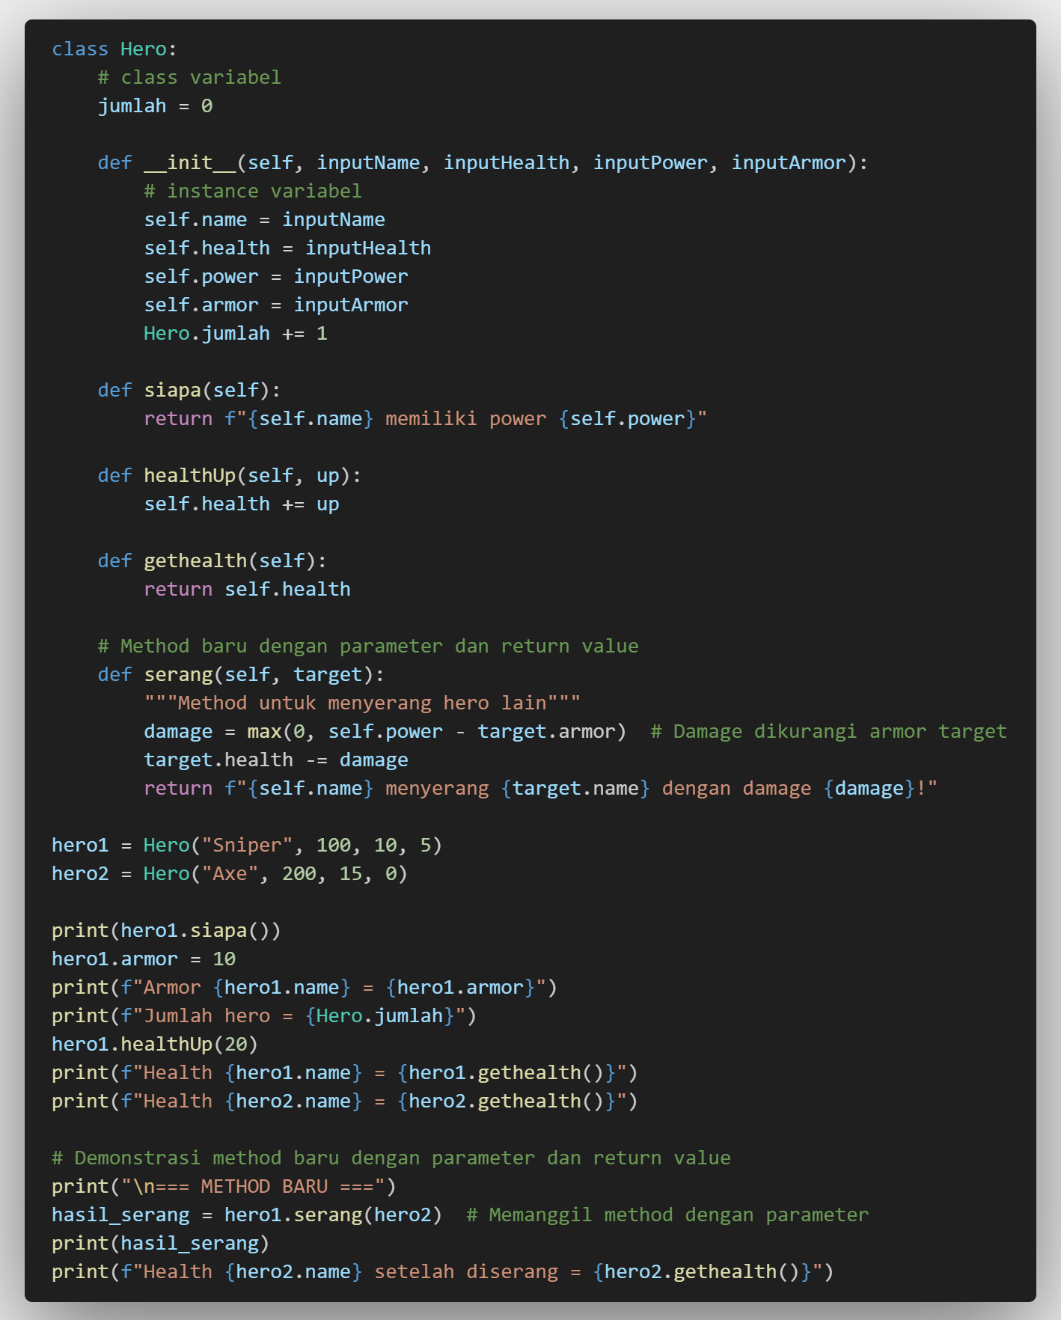 class Hero:
    # class variabel
    jumlah = 0

    def __init__(self, inputName, inputHealth, inputPower, inputArmor):
        # instance variabel
        self.name = inputName
        self.health = inputHealth
        self.power = inputPower
        self.armor = inputArmor
        Hero.jumlah += 1

    def siapa(self):
        return f"{self.name} memiliki power {self.power}"

    def healthUp(self, up):
        self.health += up

    def gethealth(self):
        return self.health

    # Method baru dengan parameter dan return value
    def serang(self, target):
        """Method untuk menyerang hero lain"""
        damage = max(0, self.power - target.armor)  # Damage dikurangi armor target
        target.health -= damage
        return f"{self.name} menyerang {target.name} dengan damage {damage}!"

hero1 = Hero("Sniper", 100, 10, 5)
hero2 = Hero("Axe", 200, 15, 0)

print(hero1.siapa())
hero1.armor = 10
print(f"Armor {hero1.name} = {hero1.armor}")
print(f"Jumlah hero = {Hero.jumlah}")
hero1.healthUp(20)
print(f"Health {hero1.name} = {hero1.gethealth()}")
print(f"Health {hero2.name} = {hero2.gethealth()}")

# Demonstrasi method baru dengan parameter dan return value
print("\n=== METHOD BARU ===")
hasil_serang = hero1.serang(hero2)  # Memanggil method dengan parameter
print(hasil_serang)
print(f"Health {hero2.name} setelah diserang = {hero2.gethealth()}")